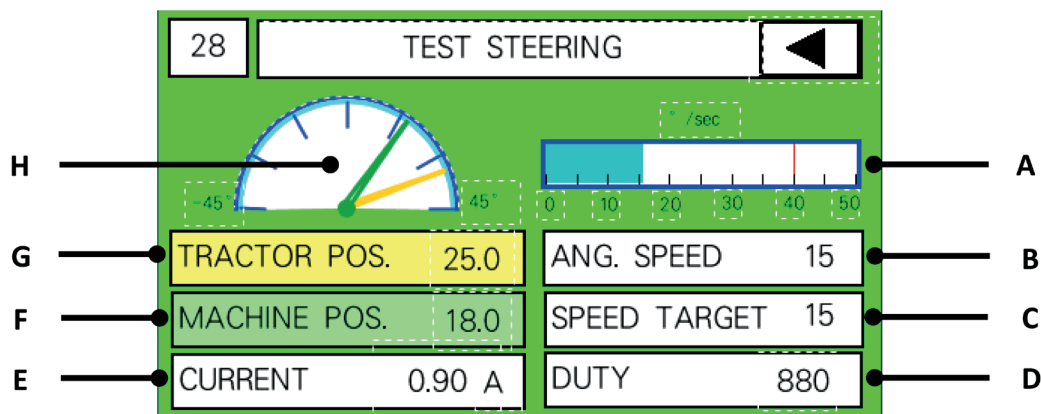 28 TEST STEERING
° /sec
H A
-45° 45° 0 10 20 30 40 50
G TRACTOR POS. 25.0 ANG. SPEED 15 B
F MACHINE POS. 18.0 SPEED TARGET 15 C
E CURRENT 0.90 A DUTY 880 D